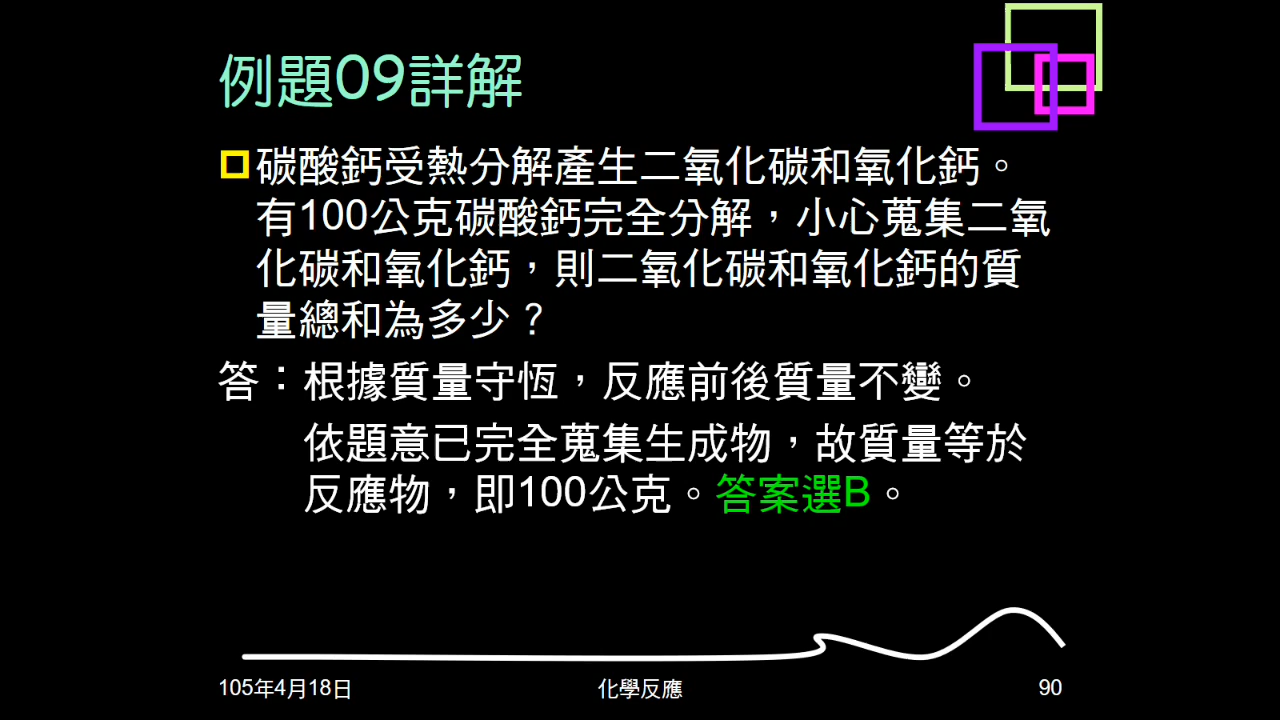 例題09詳解
碳酸鈣受熱分解產生二氧化碳和氧化鈣。
有100公克碳酸鈣完全分解，小心蒐集二氧
化碳和氧化鈣，則二氧化碳和氧化鈣的質
量總和為多少？
答：根據質量守恆，反應前後質量不變。
依題意已完全蒐集生成物，故質量等於
反應物，即100公克。答案選B。
105年4月18日
化學反應
90